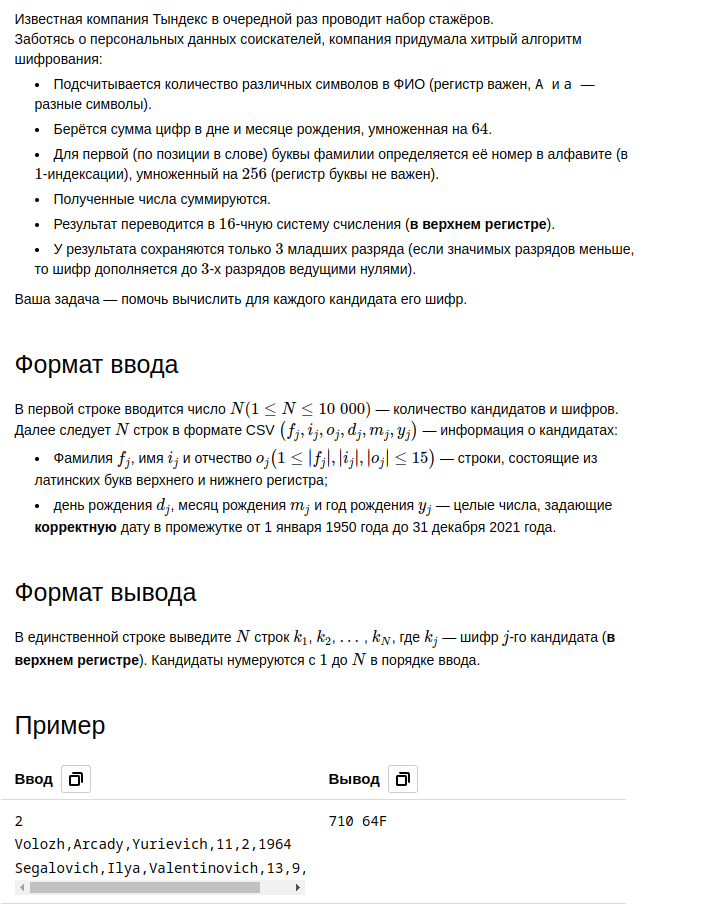 Известная компания Тындекс в очередной раз проводит набор стажёров.
Заботясь о персональных данных соискателей, компания придумала хитрый алгоритм
шифрования:
• Подсчитывается количество различных символов в ФИО (регистр важен, A и a —
разные символы).
• Берётся сумма цифр в дне и месяце рождения, умноженная на 64.
• Для первой (по позиции в слове) буквы фамилии определяется её номер в алфавите (в
1-индексации), умноженный на 256 (регистр буквы не важен).
• Полученные числа суммируются.
• Результат переводится в 16-чную систему счисления (в верхнем регистре).
• У результата сохраняются только 3 младших разряда (если значимых разрядов меньше,
то шифр дополняется до 3-х разрядов ведущими нулями).
Ваша задача — помочь вычислить для каждого кандидата его шифр.
Формат ввода
В первой строке вводится число N(1 ≤ N ≤ 10 000) — количество кандидатов и шифров.
Далее следует N строк в формате CSV (f_j, i_j, o_j, d_j, m_j, y_j) — информация о кандидатах:
• Фамилия f_j, имя i_j и отчество o_j(1 ≤ |f_j|, |i_j|, |o_j| ≤ 15) — строки, состоящие из
латинских букв верхнего и нижнего регистра;
• день рождения d_j, месяц рождения m_j и год рождения y_j — целые числа, задающие
корректную дату в промежутке от 1 января 1950 года до 31 декабря 2021 года.
Формат вывода
В единственной строке выведите N строк k_1, k_2, . . . , k_N, где k_j — шифр j-го кандидата (в
верхнем регистре). Кандидаты нумеруются с 1 до N в порядке ввода.
Пример
Ввод Вывод
2 710 64F
Volozh,Arcady,Yurievich,11,2,1964
Segalovich,Ilya,Valentinovich,13,9,